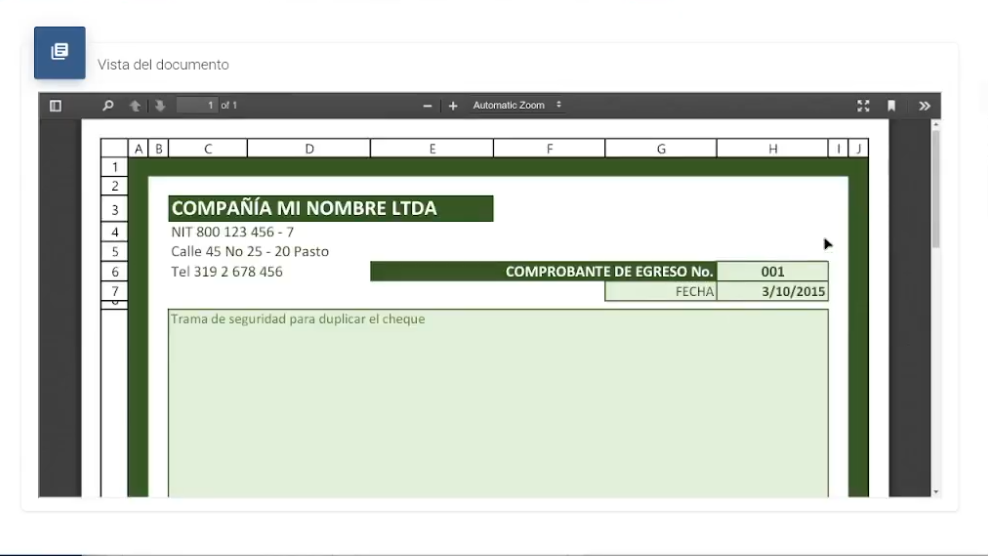 Vista del documento
1 of 1 Automatic Zoom
A B C D E F G H I J
1
2
3 COMPAÑÍA MI NOMBRE LTDA
4 NIT 800 123 456 - 7
5 Calle 45 No 25 - 20 Pasto
6 Tel 319 2 678 456 COMPROBANTE DE EGRESO No. 001
7 FECHA 3/10/2015
Trama de seguridad para duplicar el cheque